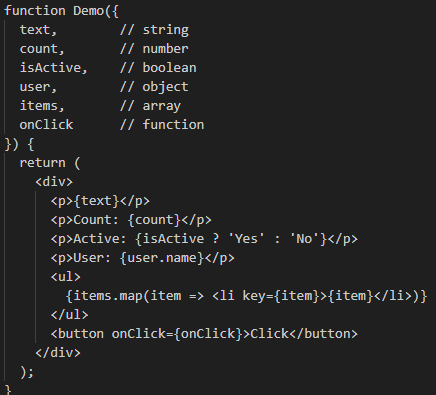 function Demo({
  text,        // string
  count,       // number
  isActive,    // boolean
  user,        // object
  items,       // array
  onClick      // function
}) {
  return (
    <div>
      <p>{text}</p>
      <p>Count: {count}</p>
      <p>Active: {isActive ? 'Yes' : 'No'}</p>
      <p>User: {user.name}</p>
      <ul>
        {items.map(item => <li key={item}>{item}</li>)}
      </ul>
      <button onClick={onClick}>Click</button>
    </div>
  );
}